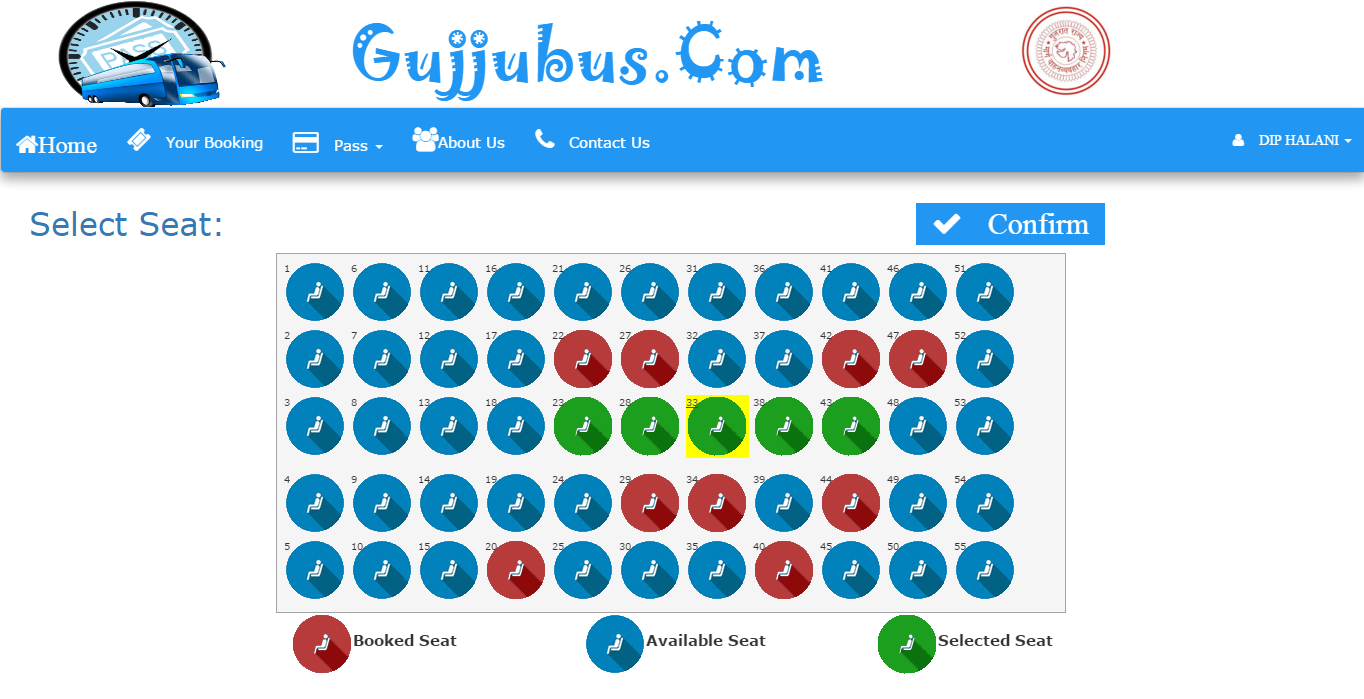 PASS
Gujjubus.Com
Home
Your Booking
Pass
About Us
Contact Us
DIP HALANI
Select Seat:
Confirm
1 6 11 16 21 26 31 36 41 46 51
2 7 12 17 22 27 32 37 42 47 52
3 8 13 18 23 28 33 38 43 48 53
4 9 14 19 24 29 34 39 44 49 54
5 10 15 20 25 30 35 40 45 50 55
Booked Seat
Available Seat
Selected Seat